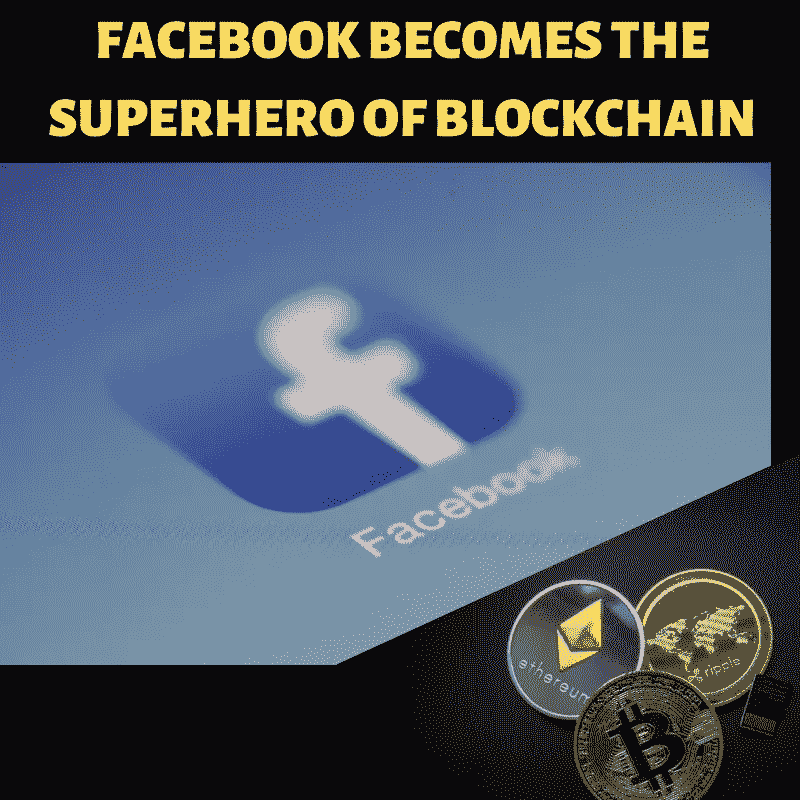 FACEBOOK BECOMES THE
SUPERHERO OF BLOCKCHAIN
f
Facebook
ethereum
ripple